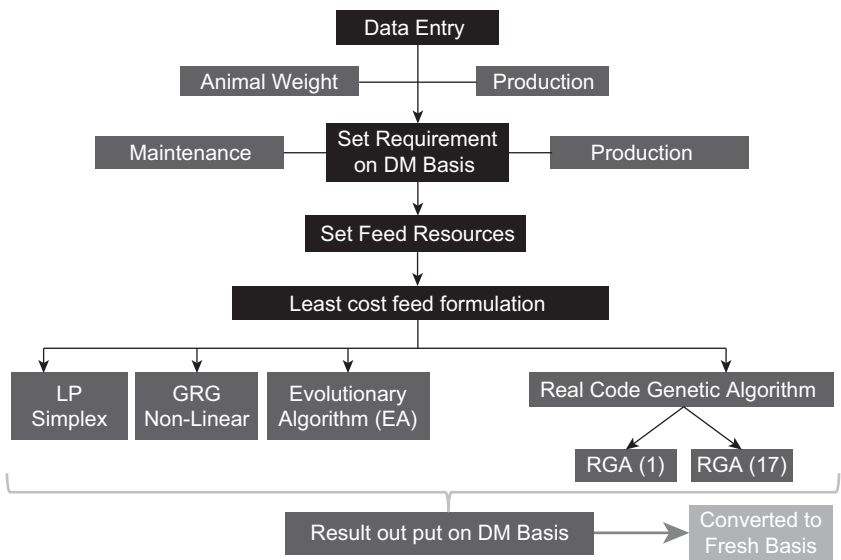 Data Entry
Animal Weight
Production
Maintenance
Set Requirement
on DM Basis
Production
Set Feed Resources
Least cost feed formulation
LP
Simplex
GRG
Non-Linear
Evolutionary
Algorithm (EA)
Real Code Genetic Algorithm
RGA (1)
RGA (17)
Result out put on DM Basis
Converted to
Fresh Basis